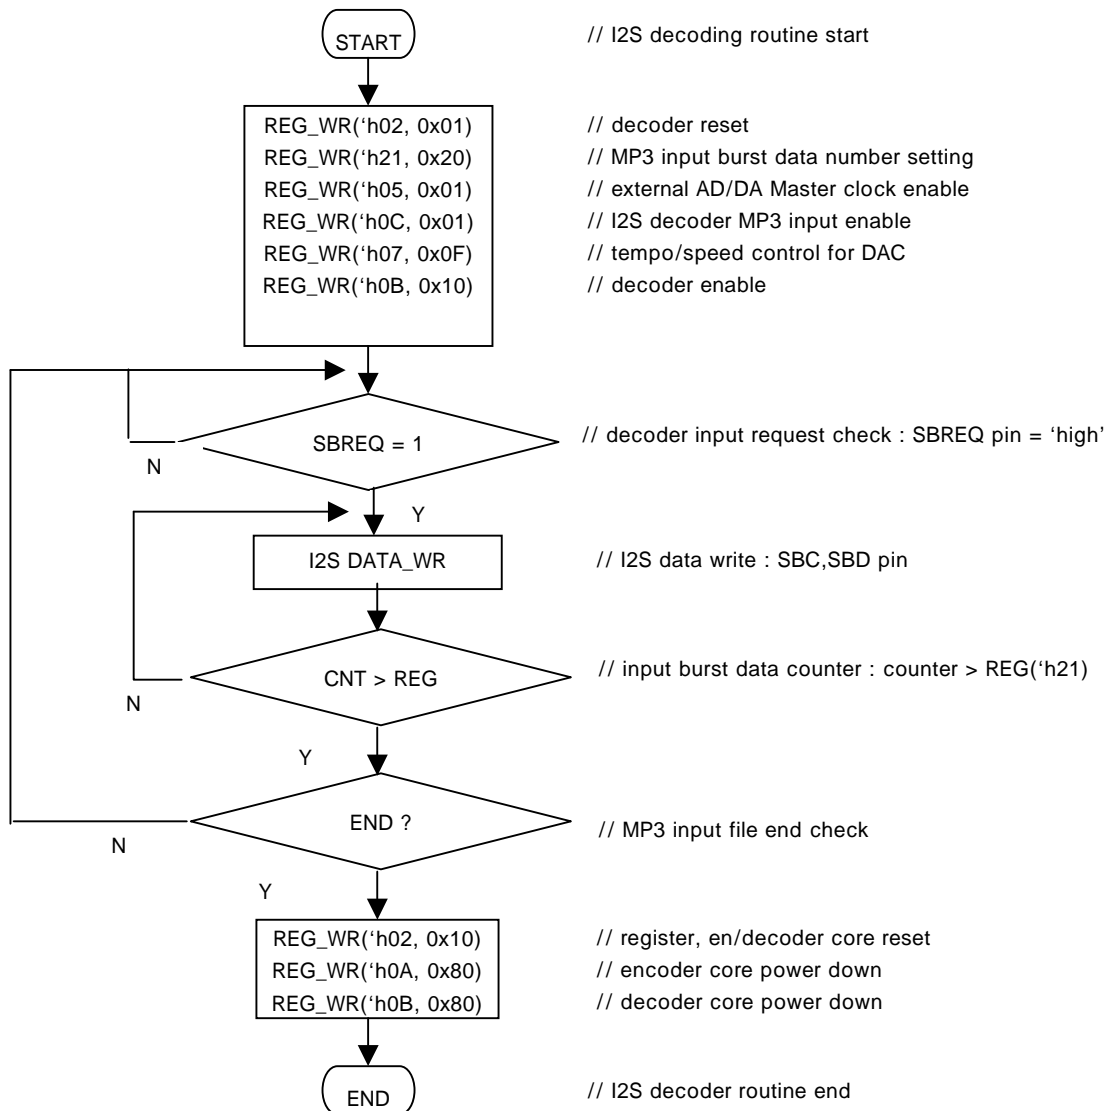 START // I2S decoding routine start
REG_WR(‘h02, 0x01) // decoder reset
REG_WR(‘h21, 0x20) // MP3 input burst data number setting
REG_WR(‘h05, 0x01) // external AD/DA Master clock enable
REG_WR(‘h0C, 0x01) // I2S decoder MP3 input enable
REG_WR(‘h07, 0x0F) // tempo/speed control for DAC
REG_WR(‘h0B, 0x10) // decoder enable
SBREQ = 1 // decoder input request check : SBREQ pin = ‘high’
N
Y
I2S DATA_WR // I2S data write : SBC,SBD pin
CNT > REG // input burst data counter : counter > REG(‘h21)
N
Y
END ? // MP3 input file end check
N
Y
REG_WR(‘h02, 0x10) // register, en/decoder core reset
REG_WR(‘h0A, 0x80) // encoder core power down
REG_WR(‘h0B, 0x80) // decoder core power down
END // I2S decoder routine end